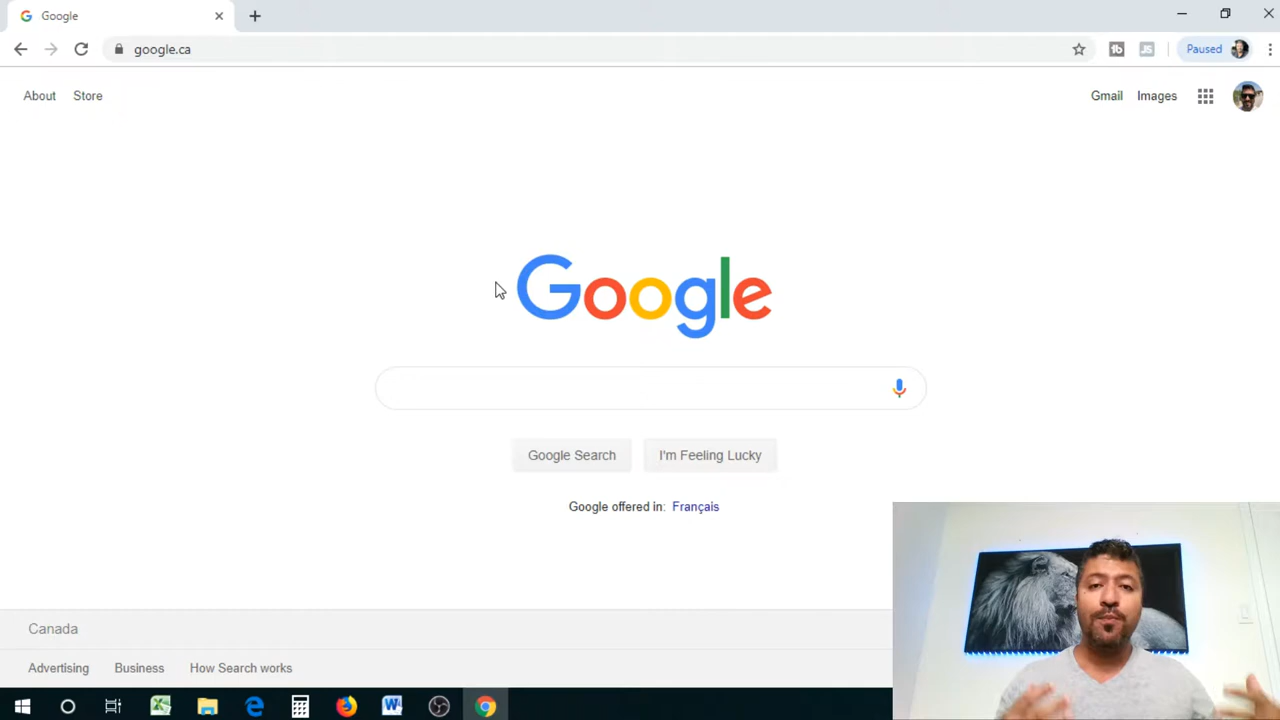 Google
google.ca
Paused
About Store
Gmail Images
Google
Google Search I'm Feeling Lucky
Google offered in: Français
Canada
Advertising Business How Search works